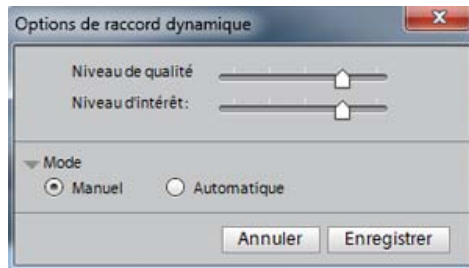 Options de raccord dynamique
Niveau de qualité
Niveau d'intérêt:
Mode
Manuel Automatique
Annuler Enregistrer